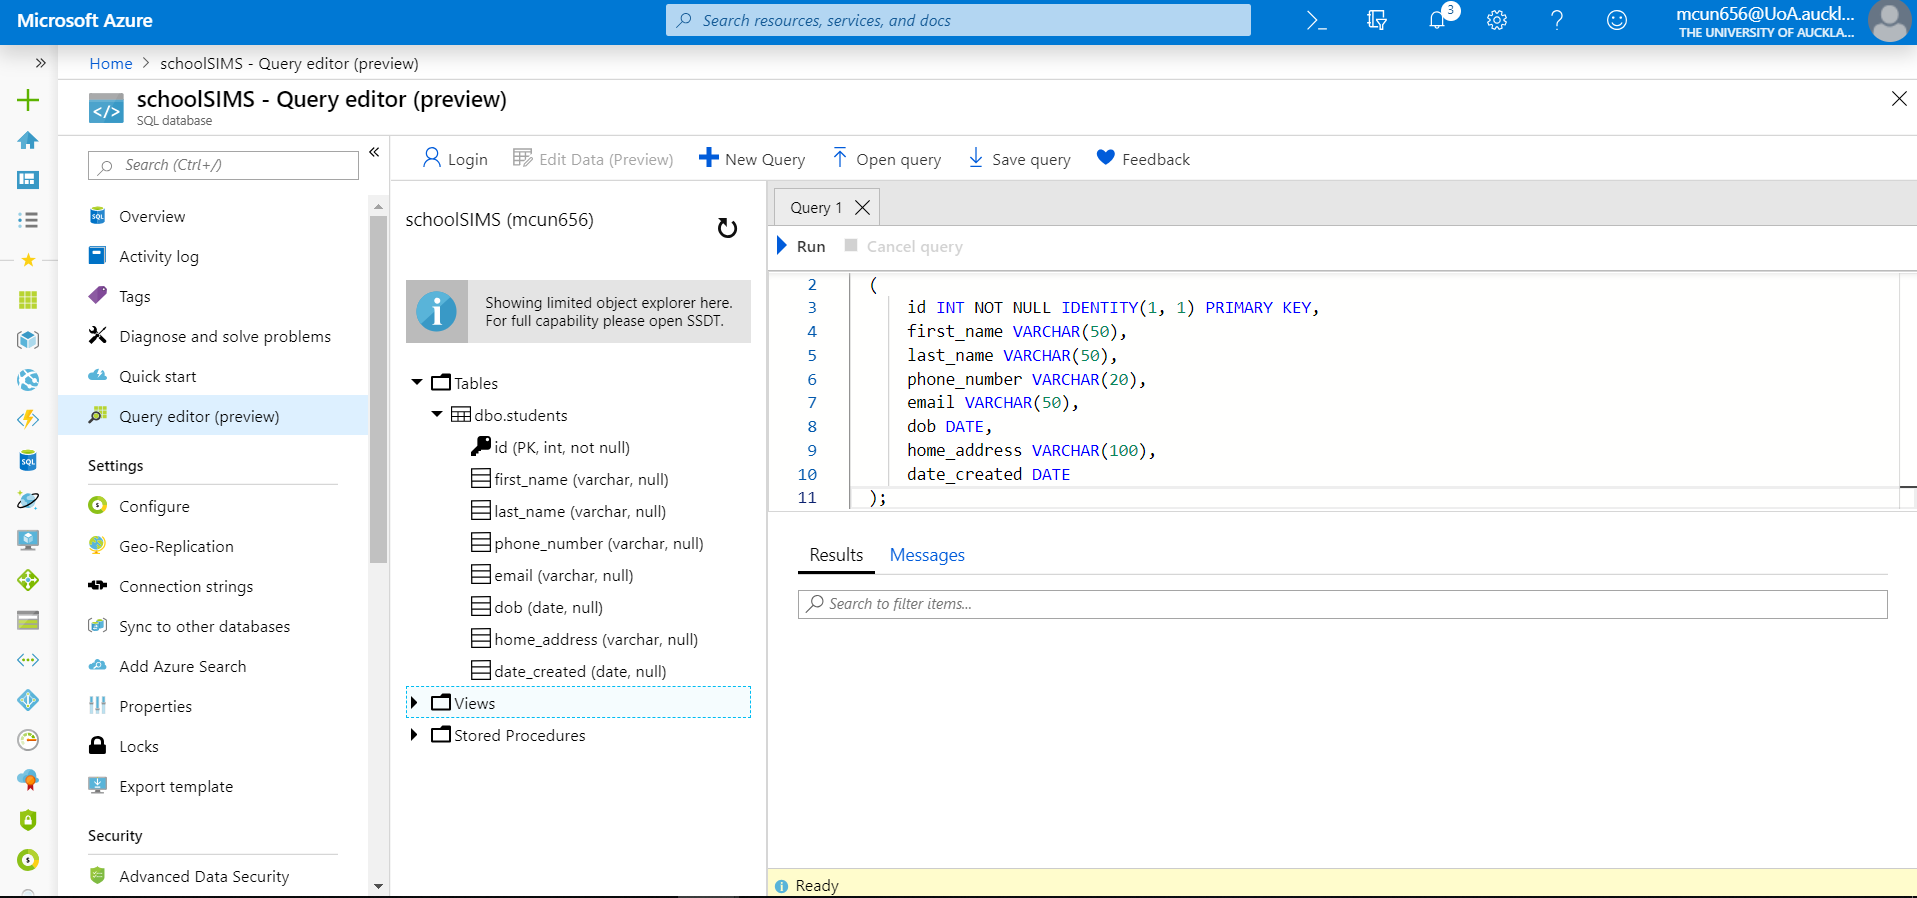 Microsoft Azure
Search resources, services, and docs
3
mcun656@UoA.auckl...
THE UNIVERSITY OF AUCKLA...
Home > schoolSIMS - Query editor (preview)
schoolSIMS - Query editor (preview)
SQL database
Search (Ctrl+/)
Overview
Activity log
Tags
Diagnose and solve problems
Quick start
Query editor (preview)
Settings
Configure
Geo-Replication
Connection strings
Sync to other databases
Add Azure Search
Properties
Locks
Export template
Security
Advanced Data Security
Login
Edit Data (Preview)
New Query
Open query
Save query
Feedback
schoolSIMS (mcun656)
Showing limited object explorer here.
For full capability please open SSDT.
Tables
dbo.students
id (PK, int, not null)
first_name (varchar, null)
last_name (varchar, null)
phone_number (varchar, null)
email (varchar, null)
dob (date, null)
home_address (varchar, null)
date_created (date, null)
Views
Stored Procedures
Query 1
Run
Cancel query
2 (
3 id INT NOT NULL IDENTITY(1, 1) PRIMARY KEY,
4 first_name VARCHAR(50),
5 last_name VARCHAR(50),
6 phone_number VARCHAR(20),
7 email VARCHAR(50),
8 dob DATE,
9 home_address VARCHAR(100),
10 date_created DATE
11 );
Results
Messages
Search to filter items...
Ready